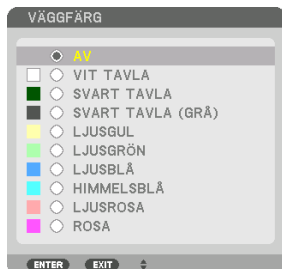 VÄGGFÄRG
AV
VIT TAVLA
SVART TAVLA
SVART TAVLA (GRÅ)
LJUSGUL
LJUSGRÖN
LJUSBLÅ
HIMMELSBLÅ
LJUSROSA
ROSA
ENTER EXIT